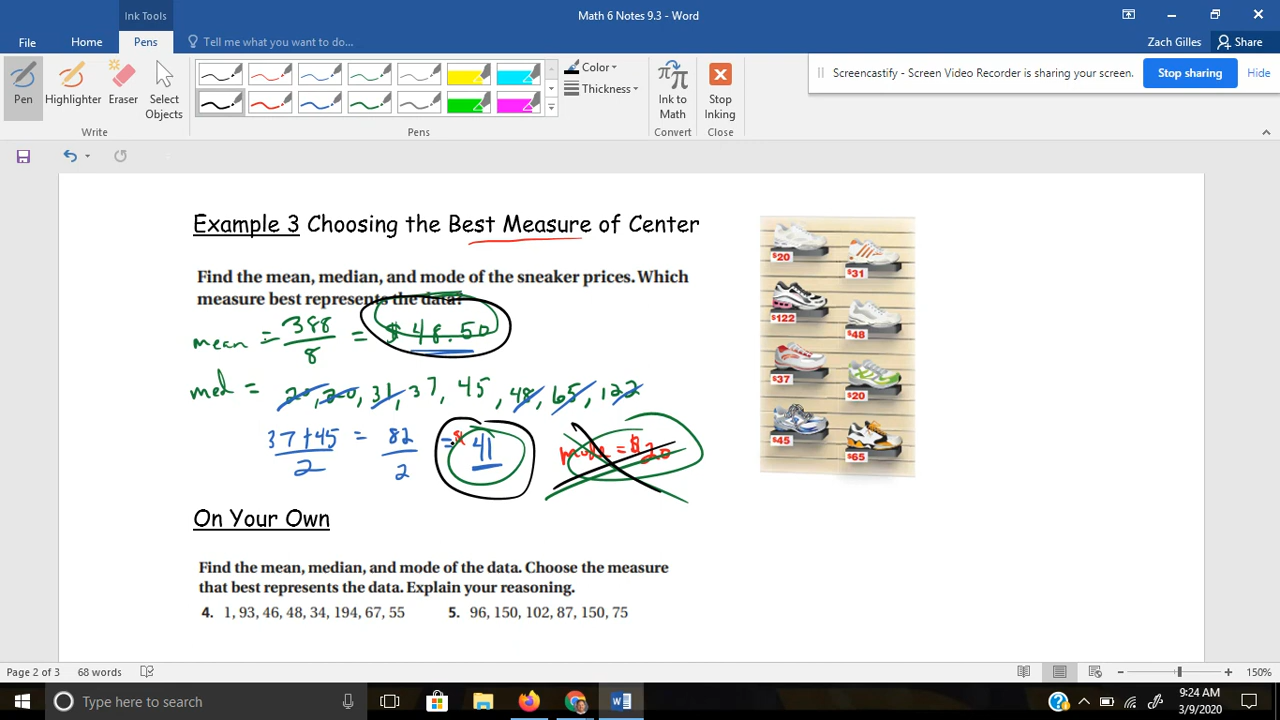 Ink Tools
Math 6 Notes 9.3 - Word
File
Home
Pens
Tell me what you want to do...
Zach Gilles
Share
Screencastify - Screen Video Recorder is sharing your screen.
Stop sharing
Hide
Pen
Highlighter
Eraser
Select Objects
Color
Thickness
Ink to Math
Stop Inking
Write
Pens
Convert
Close
Example 3 Choosing the Best Measure of Center
Find the mean, median, and mode of the sneaker prices. Which
measure best represents the data?
mean = 388/8 = $48.50
med = 20, 20, 31, 37, 45, 48, 65, 122
37+45/2 = 82/2 = $41
mode = $20
$20
$31
$122
$48
$37
$20
$45
$65
On Your Own
Find the mean, median, and mode of the data. Choose the measure
that best represents the data. Explain your reasoning.
4. 1, 93, 46, 48, 34, 194, 67, 55
5. 96, 150, 102, 87, 150, 75
Page 2 of 3
68 words
150%
Type here to search
9:24 AM
3/9/2020